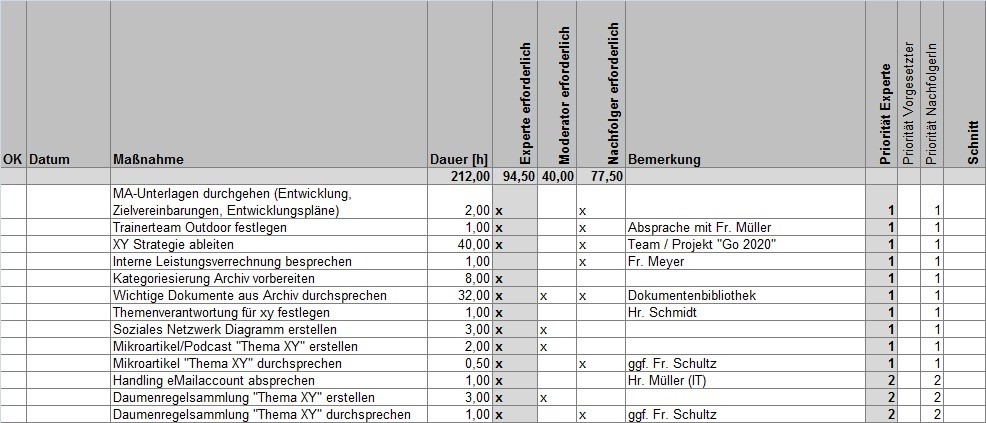 Experte erforderlich
Moderator erforderlich
Nachfolger erforderlich
Priorität Experte
Priorität Vorgesetzter
Priorität NachfolgerIn
Schnitt
OK Datum Maßnahme Dauer [h] Bemerkung
212,00 94,50 40,00 77,50
MA-Unterlagen durchgehen (Entwicklung,
Zielvereinbarungen, Entwicklungspläne) 2,00 x x 1 1
Trainerteam Outdoor festlegen 1,00 x x Absprache mit Fr. Müller 1 1
XY Strategie ableiten 40,00 x x Team / Projekt "Go 2020" 1 1
Interne Leistungsverrechnung besprechen 1,00 x Fr. Meyer 1 1
Kategoriesierung Archiv vorbereiten 8,00 x 1 1
Wichtige Dokumente aus Archiv durchsprechen 32,00 x x x Dokumentenbibliothek 1 1
Themenverantwortung für xy festlegen 1,00 x Hr. Schmidt 1 1
Soziales Netzwerk Diagramm erstellen 3,00 x x 1 1
Mikroartikel/Podcast "Thema XY" erstellen 2,00 x x 1 1
Mikroartikel "Thema XY" durchsprechen 0,50 x x ggf. Fr. Schultz 1 1
Handling eMailaccount absprechen 1,00 x Hr. Müller (IT) 2 2
Daumenregelsammlung "Thema XY" erstellen 3,00 x x 2 2
Daumenregelsammlung "Thema XY" durchsprechen 1,00 x x ggf. Fr. Schultz 2 2